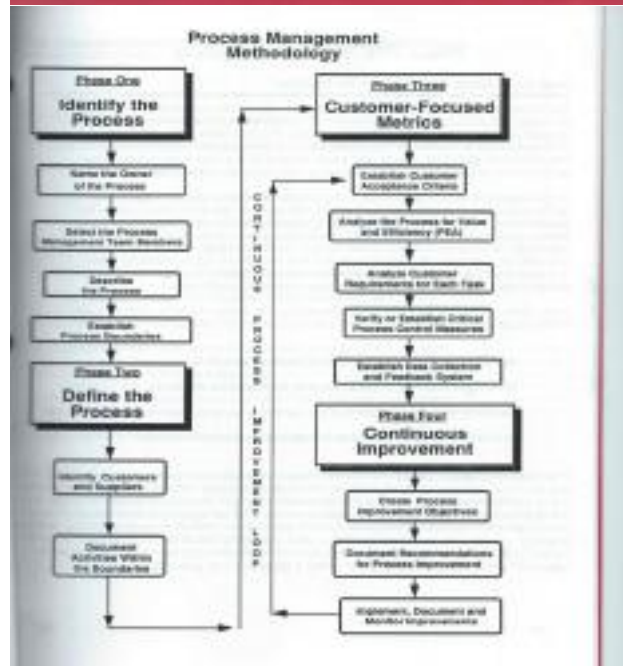 Process Management
Methodology
Phase One
Identify the
Process
Name the Owner
of the Process
Select the Process
Management Team Members
Describe
the Process
Establish
Process Boundaries
Phase Two
Define the
Process
Identify Customers
and Suppliers
Document
Activities Within
the Boundaries
CONTINUOUS PROCESS IMPROVEMENT LOOP
Phase Three
Customer-Focused
Metrics
Establish Customer
Acceptance Criteria
Analyze the Process for Value
and Efficiency (PEA)
Analyze Customer
Requirements for Each Task
Verify or Establish Critical
Process Control Measures
Establish Data Collection
and Feedback System
Phase Four
Continuous
Improvement
Create Process
Improvement Objectives
Document Recommendations
for Process Improvement
Implement, Document and
Monitor Improvements